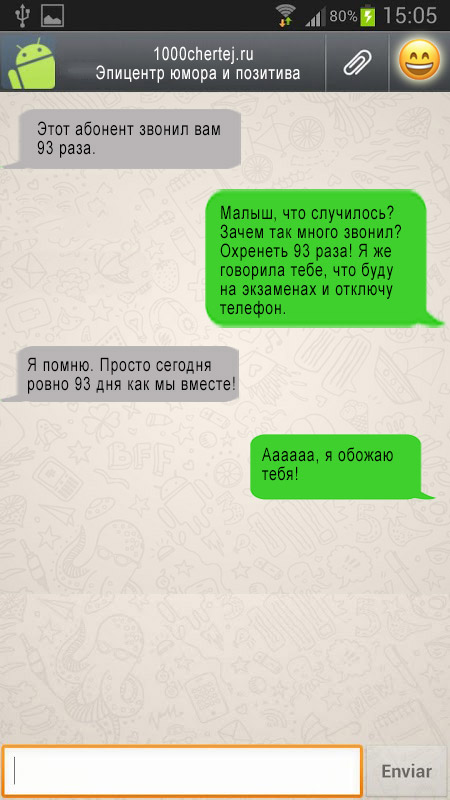 80% 15:05
1000chertej.ru
Эпицентр юмора и позитива
Этот абонент звонил вам
93 раза.
Малыш, что случилось?
Зачем так много звонил?
Охренеть 93 раза! Я же
говорила тебе, что буду
на экзаменах и отключу
телефон.
Я помню. Просто сегодня
ровно 93 дня как мы вместе!
Аааааа, я обожаю
тебя!
BFF
Enviar